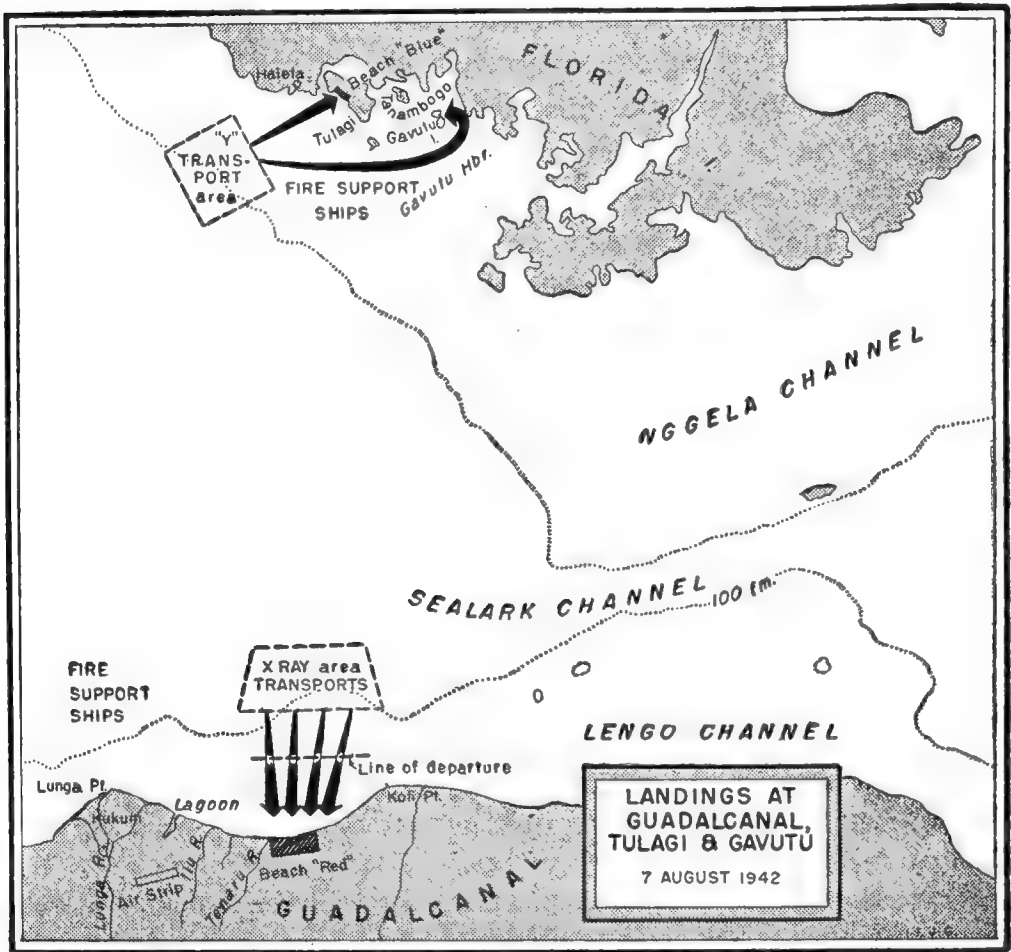 FLORIDA
Haleta
Beach "Blue"
Tulagi
Tanambogo
Gavutu
I.
Gavutu Hbr.
"Y"
TRANS-
PORT
area
FIRE SUPPORT
SHIPS
NGGELA CHANNEL
SEALARK CHANNEL
100 fm.
X RAY area
TRANSPORTS
FIRE
SUPPORT
SHIPS
LENGO CHANNEL
Line of departure
Lunga Pt.
Kukum
Lagoon
Koli Pt.
Lunga R.
Air Strip
Ilu R.
Tenaru R.
Beach "Red"
GUADALCANAL
LANDINGS AT
GUADALCANAL,
TULAGI & GAVUTU
7 AUGUST 1942